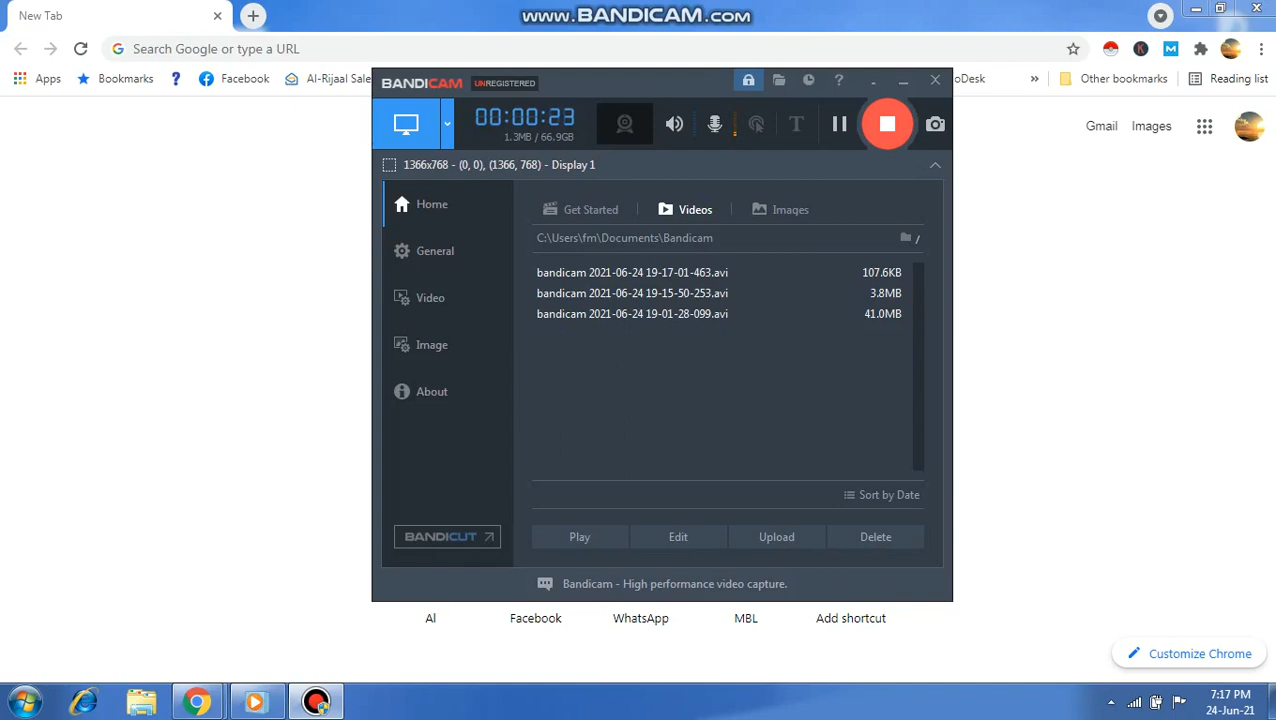 New Tab
www.BANDICAM.com
Search Google or type a URL
Apps
Bookmarks
?
Facebook
Al-Rijaal Sale
oDesk
»
Other bookmarks
Reading list
K
M
BANDICAM UNREGISTERED
?
00:00:23
1.3MB / 66.9GB
T
1366x768 - (0, 0), (1366, 768) - Display 1
Gmail
Images
Home
General
Video
Image
About
BANDICUT
Get Started
Videos
Images
C:\Users\fm\Documents\Bandicam
/
bandicam 2021-06-24 19-17-01-463.avi 107.6KB
bandicam 2021-06-24 19-15-50-253.avi 3.8MB
bandicam 2021-06-24 19-01-28-099.avi 41.0MB
Sort by Date
Play
Edit
Upload
Delete
Bandicam - High performance video capture.
Al
Facebook
WhatsApp
MBL
Add shortcut
Customize Chrome
7:17 PM
24-Jun-21